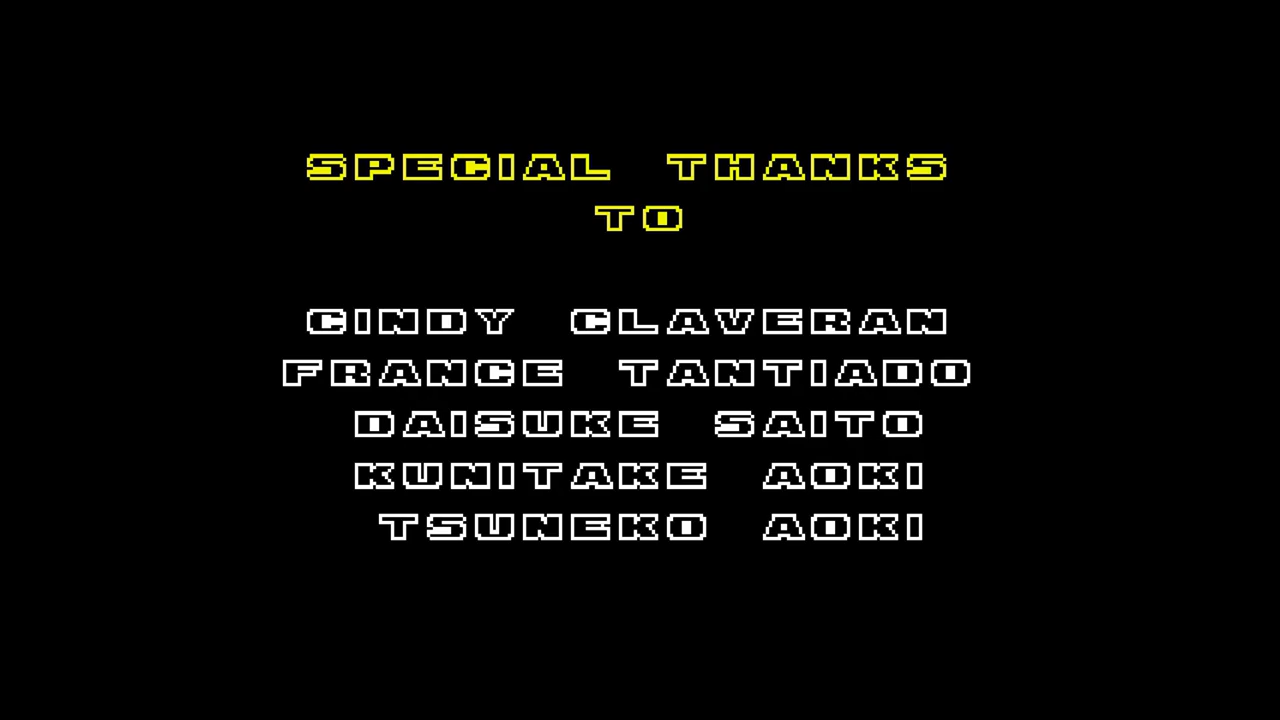 SPECIAL THANKS
TO
CINDY CLAVERAN
FRANCE TANTIADO
DAISUKE SAITO
KUNITAKE AOKI
TSUNEKO AOKI